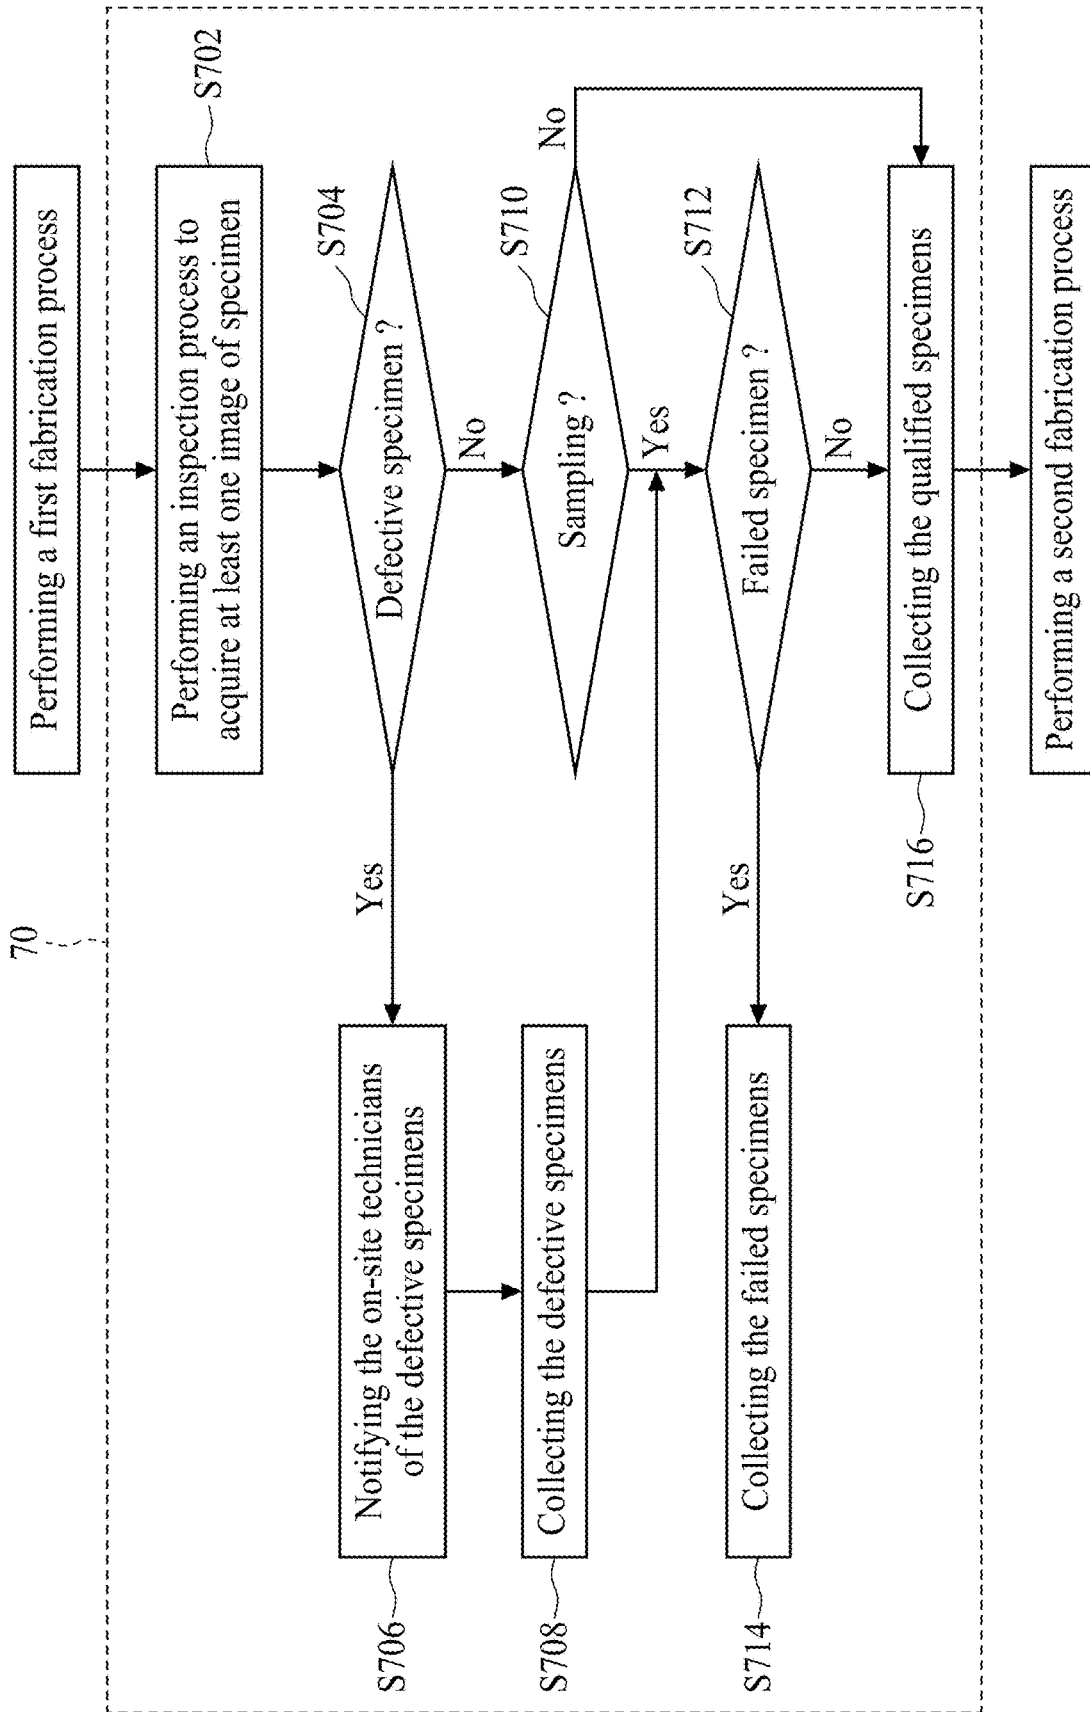 70
Performing a first fabrication process
Performing an inspection process to
acquire at least one image of specimen
S702
Defective specimen ?
S704
Yes
No
Notifying the on-site technicians
of the defective specimens
S706
Collecting the defective specimens
S708
Sampling ?
S710
No
Yes
Failed specimen ?
S712
Yes
No
Collecting the failed specimens
S714
Collecting the qualified specimens
S716
Performing a second fabrication process